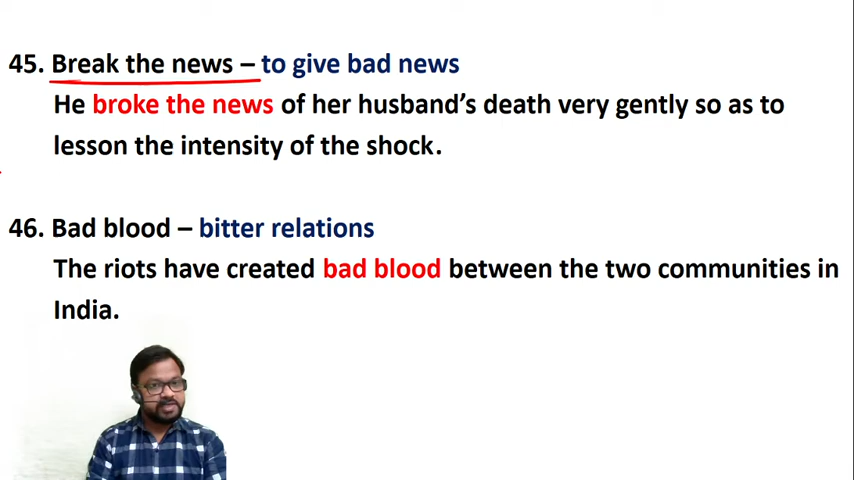 45. Break the news – to give bad news
He broke the news of her husband's death very gently so as to
lesson the intensity of the shock.
46. Bad blood – bitter relations
The riots have created bad blood between the two communities in
India.